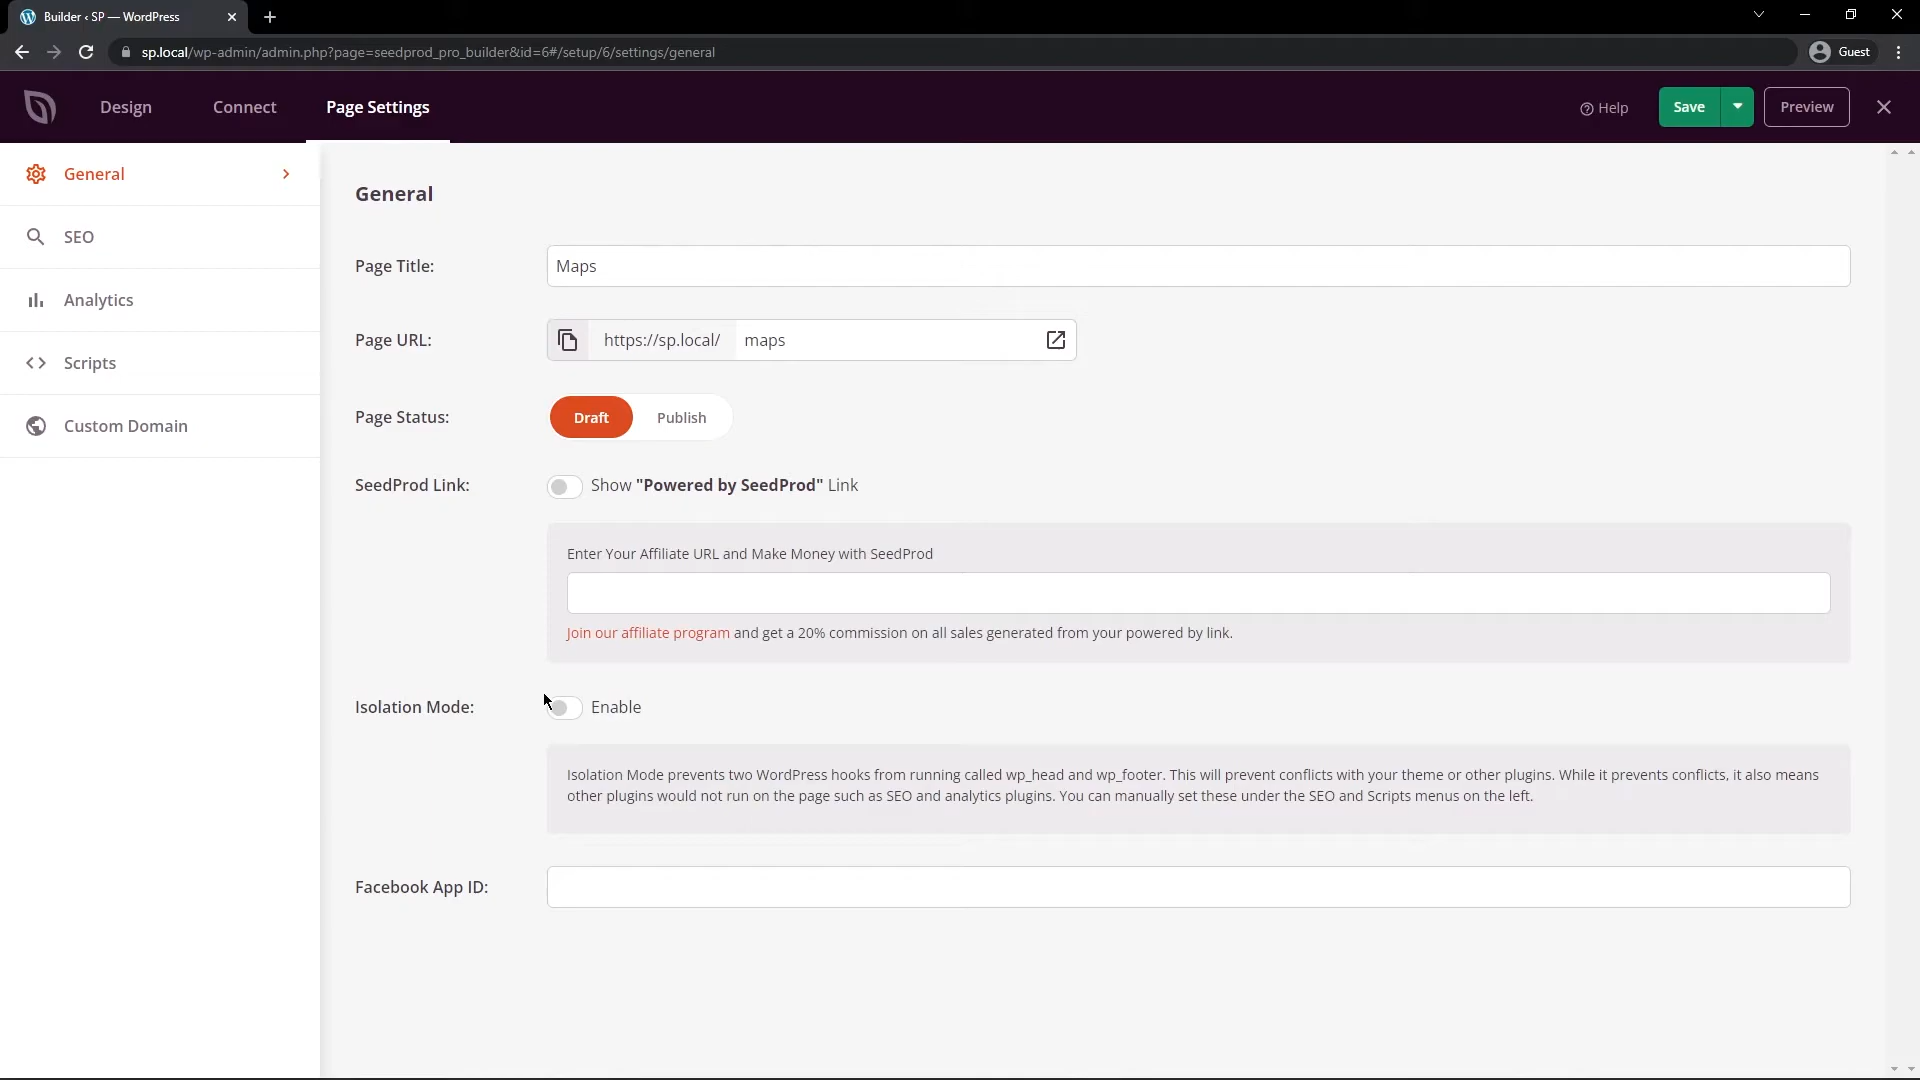 Builder ‹ SP — WordPress
sp.local/wp-admin/admin.php?page=seedprod_pro_builder&id=6#/setup/6/settings/general
Guest
Design
Connect
Page Settings
Help
Save
Preview
General
SEO
Analytics
Scripts
Custom Domain
General
Page Title:
Maps
Page URL:
https://sp.local/
maps
Page Status:
Draft
Publish
SeedProd Link:
Show "Powered by SeedProd" Link
Enter Your Affiliate URL and Make Money with SeedProd
Join our affiliate program and get a 20% commission on all sales generated from your powered by link.
Isolation Mode:
Enable
Isolation Mode prevents two WordPress hooks from running called wp_head and wp_footer. This will prevent conflicts with your theme or other plugins. While it prevents conflicts, it also means
other plugins would not run on the page such as SEO and analytics plugins. You can manually set these under the SEO and Scripts menus on the left.
Facebook App ID: